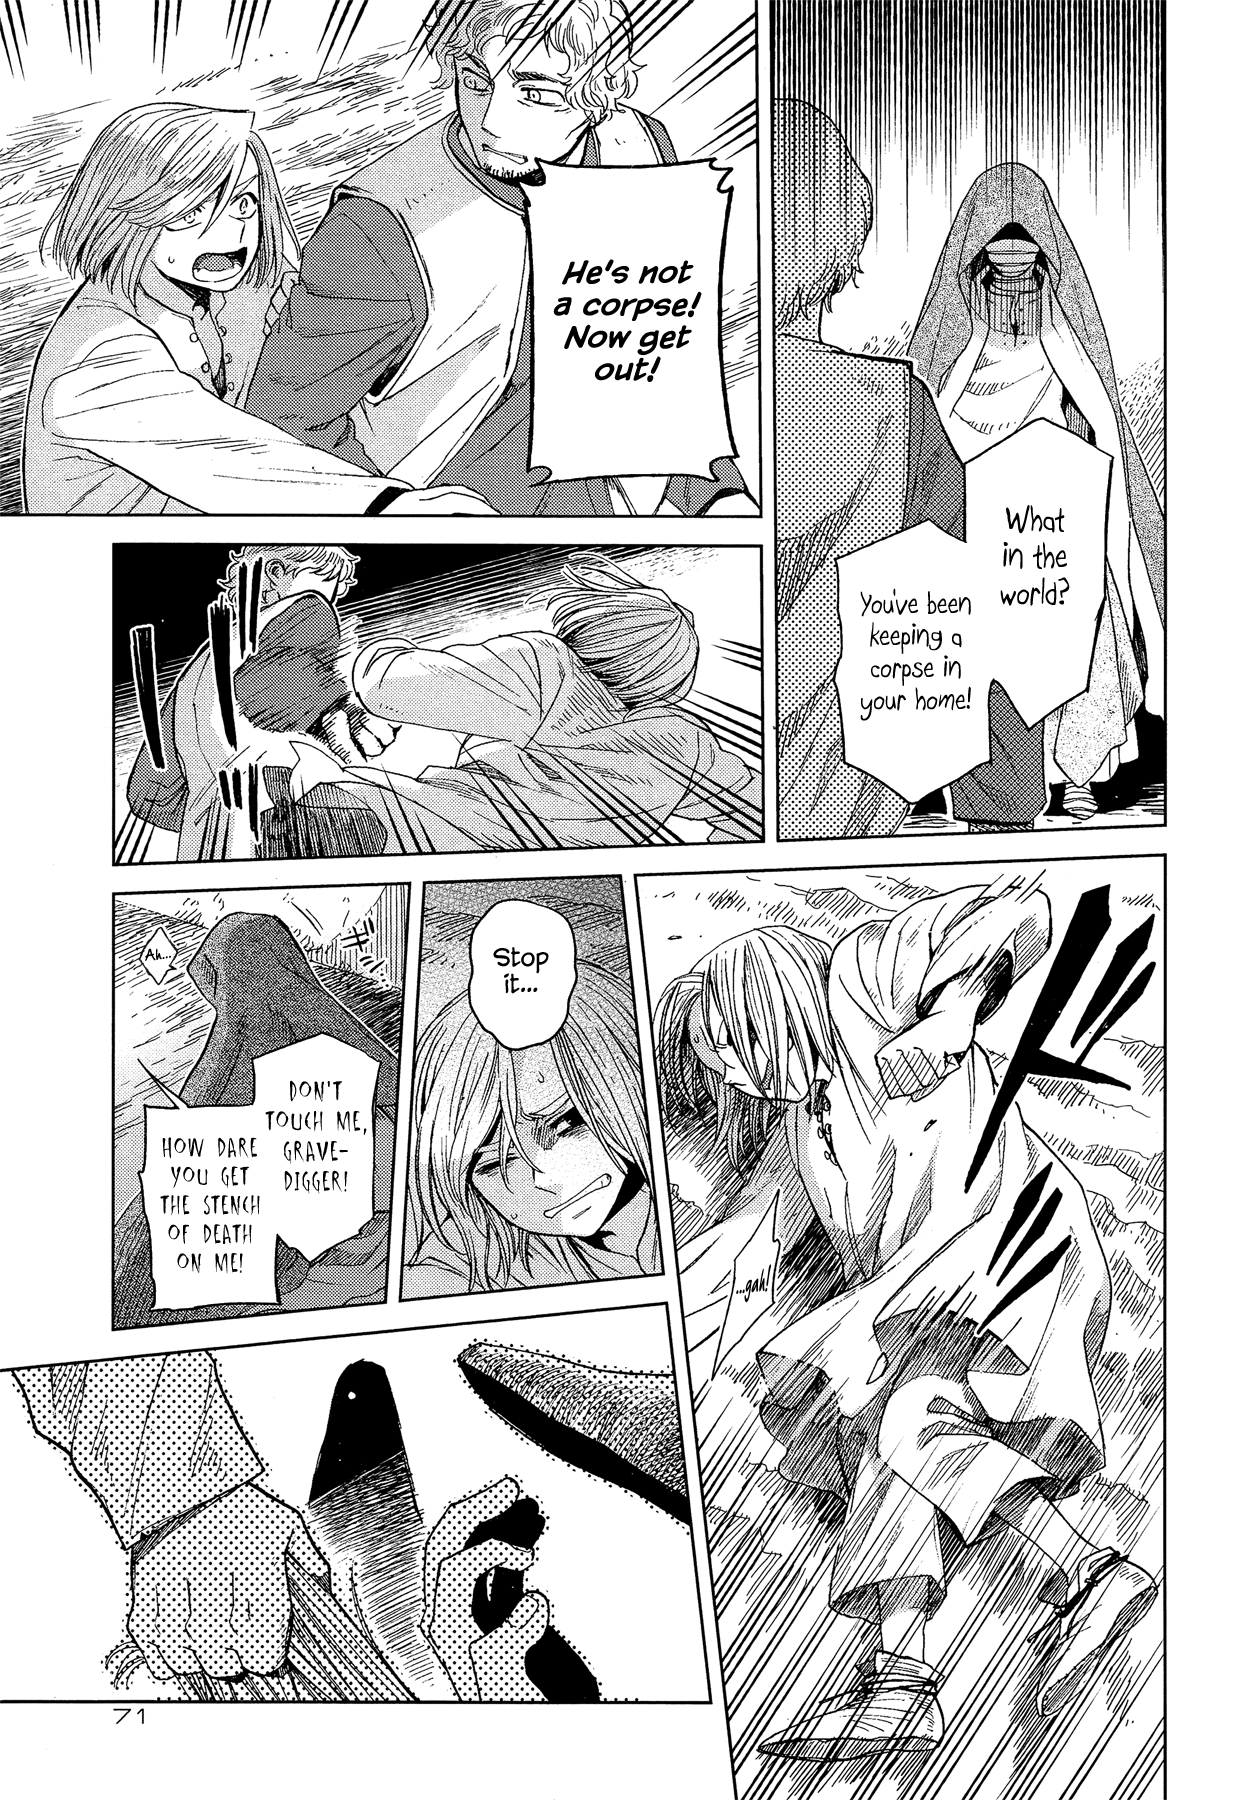 What
in the
world?
You've been
keeping a
corpse in
your home!
He's not
a corpse!
Now get
out!
...gah!
Stop
it...
Ah...
DON'T
TOUCH ME,
GRAVE-
DIGGER!
HOW DARE
YOU GET
THE STENCH
OF DEATH
ON ME!
71